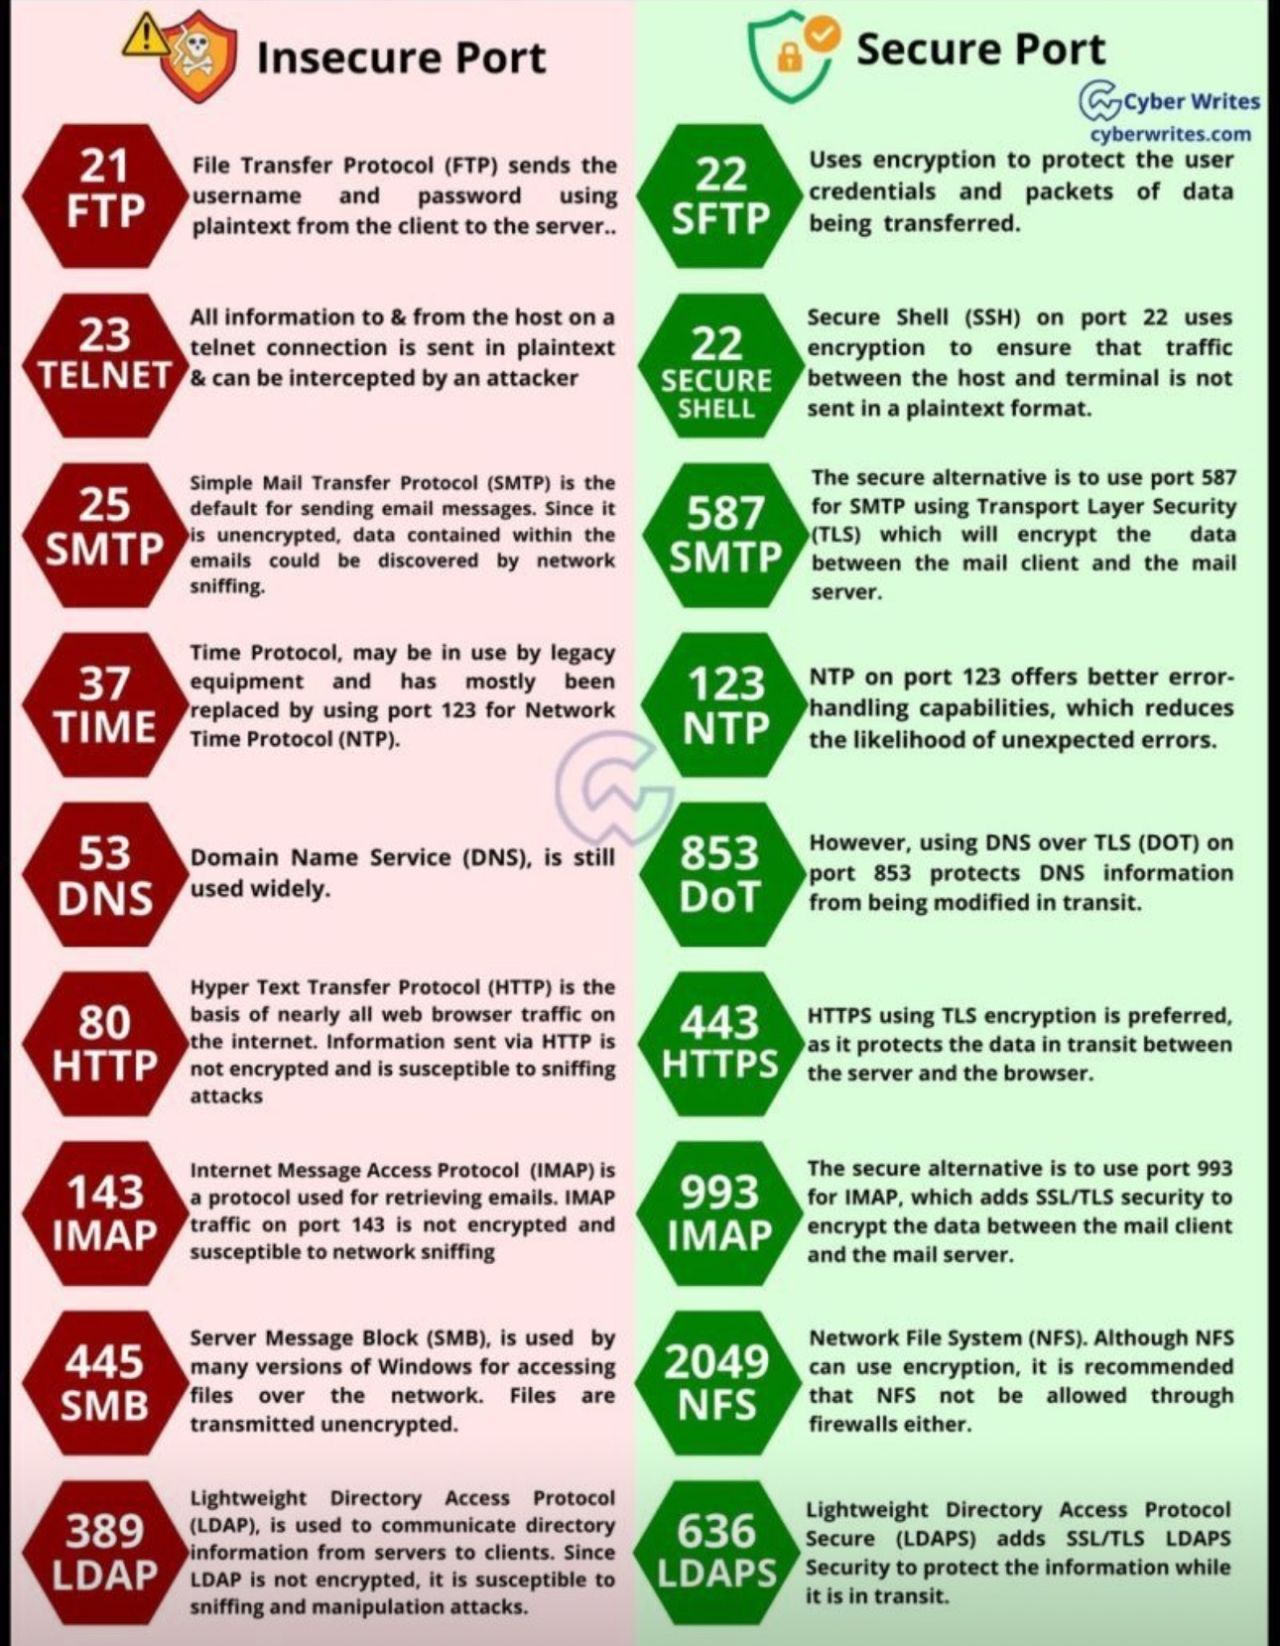 Insecure Port
Secure Port
Cyber Writes
cyberwrites.com
21
FTP
File Transfer Protocol (FTP) sends the
username and password using
plaintext from the client to the server..
22
SFTP
Uses encryption to protect the user
credentials and packets of data
being transferred.
23
TELNET
All information to & from the host on a
telnet connection is sent in plaintext
& can be intercepted by an attacker
22
SECURE
SHELL
Secure Shell (SSH) on port 22 uses
encryption to ensure that traffic
between the host and terminal is not
sent in a plaintext format.
25
SMTP
Simple Mail Transfer Protocol (SMTP) is the
default for sending email messages. Since it
is unencrypted, data contained within the
emails could be discovered by network
sniffing.
587
SMTP
The secure alternative is to use port 587
for SMTP using Transport Layer Security
(TLS) which will encrypt the data
between the mail client and the mail
server.
37
TIME
Time Protocol, may be in use by legacy
equipment and has mostly been
replaced by using port 123 for Network
Time Protocol (NTP).
123
NTP
NTP on port 123 offers better error-
handling capabilities, which reduces
the likelihood of unexpected errors.
53
DNS
Domain Name Service (DNS), is still
used widely.
853
DoT
However, using DNS over TLS (DOT) on
port 853 protects DNS information
from being modified in transit.
80
HTTP
Hyper Text Transfer Protocol (HTTP) is the
basis of nearly all web browser traffic on
the internet. Information sent via HTTP is
not encrypted and is susceptible to sniffing
attacks
443
HTTPS
HTTPS using TLS encryption is preferred,
as it protects the data in transit between
the server and the browser.
143
IMAP
Internet Message Access Protocol (IMAP) is
a protocol used for retrieving emails. IMAP
traffic on port 143 is not encrypted and
susceptible to network sniffing
993
IMAP
The secure alternative is to use port 993
for IMAP, which adds SSL/TLS security to
encrypt the data between the mail client
and the mail server.
445
SMB
Server Message Block (SMB), is used by
many versions of Windows for accessing
files over the network. Files are
transmitted unencrypted.
2049
NFS
Network File System (NFS). Although NFS
can use encryption, it is recommended
that NFS not be allowed through
firewalls either.
389
LDAP
Lightweight Directory Access Protocol
(LDAP), is used to communicate directory
information from servers to clients. Since
LDAP is not encrypted, it is susceptible to
sniffing and manipulation attacks.
636
LDAPS
Lightweight Directory Access Protocol
Secure (LDAPS) adds SSL/TLS LDAPS
Security to protect the information while
it is in transit.